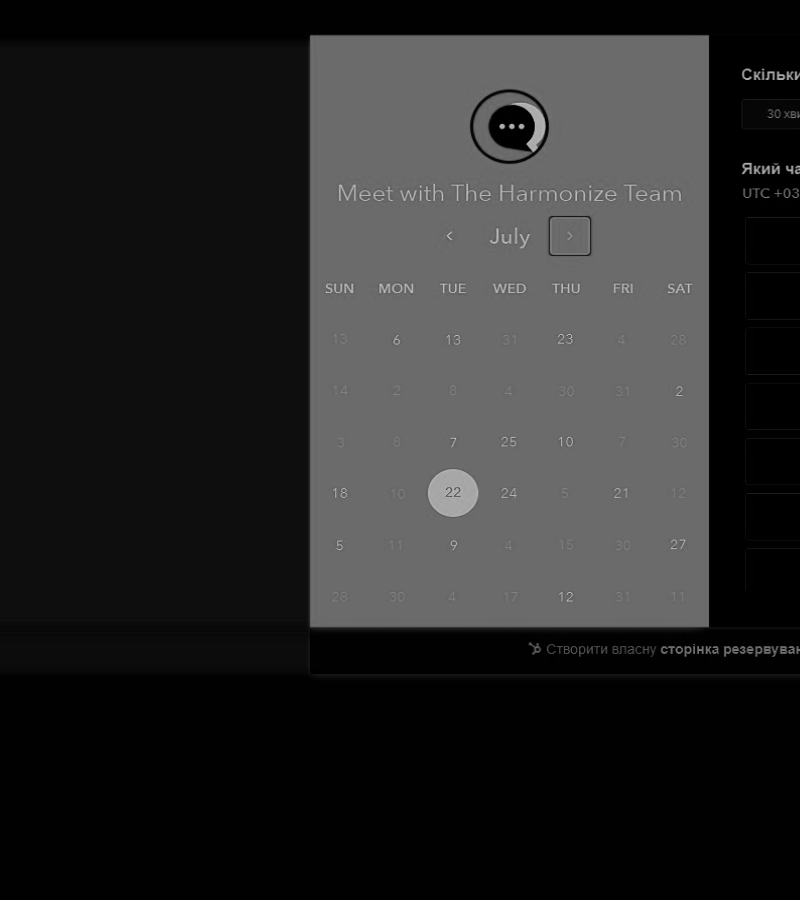 Meet with The Harmonize Team
July
SUN MON TUE WED THU FRI SAT
13 6 13 31 23 4 28
14 2 8 4 30 31 2
3 8 7 25 10 7 30
18 10 22 24 5 21 12
5 11 9 4 15 30 27
28 30 4 17 12 31 11
Створити власну сторінка
Скільки
30
Який
UTC +03